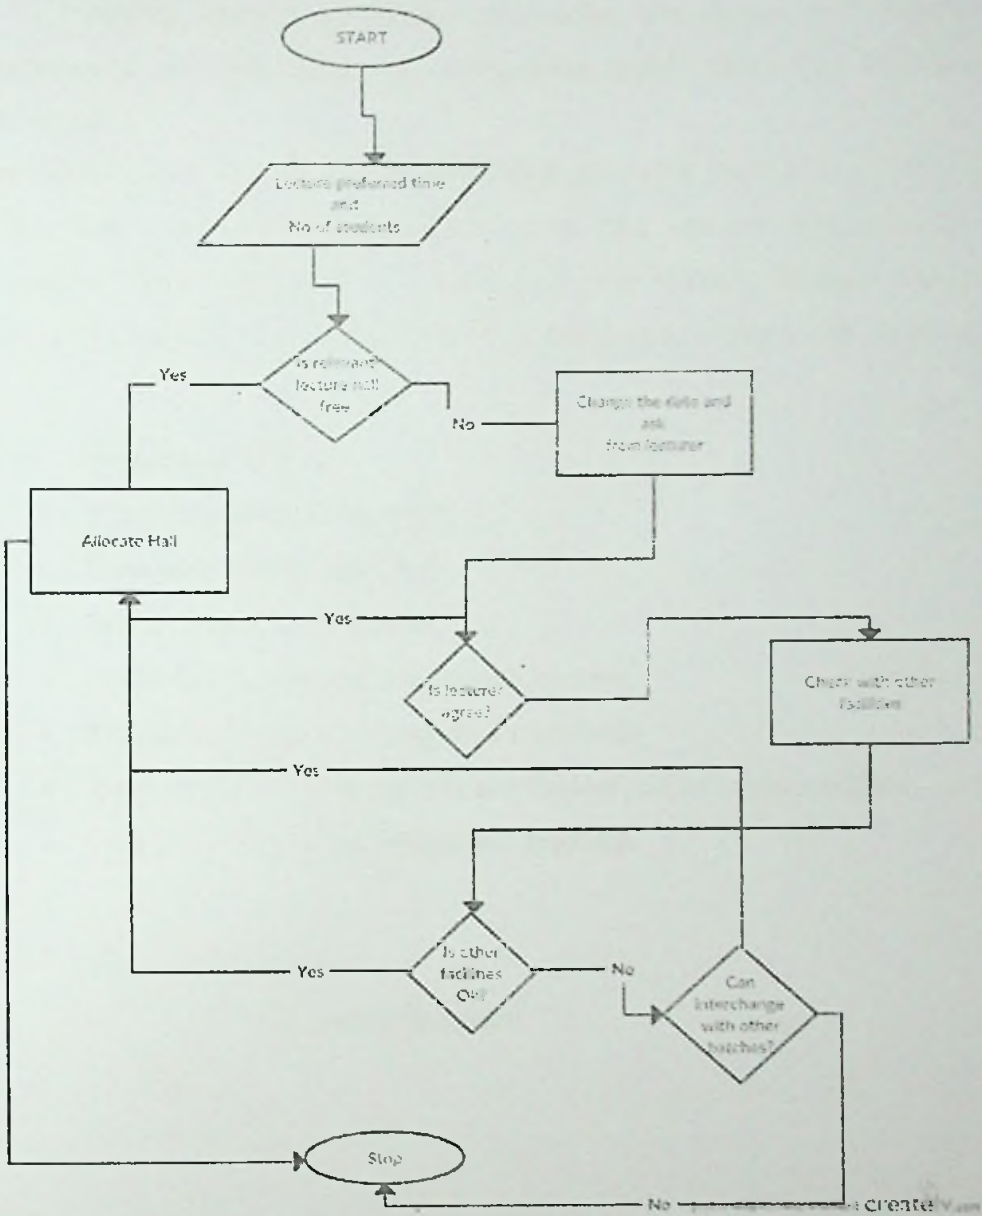 START
Lecture preferred time
and
No of students
Is relevant
lecture hall
free
Yes
No
Change the date and
ask
from lecturer
Allocate Hall
Yes
Is lecturer
agree?
Check with other
facilities
Yes
Is other
facilities
OK?
Yes
No
Can
interchange
with other
batches?
Stop
No
create